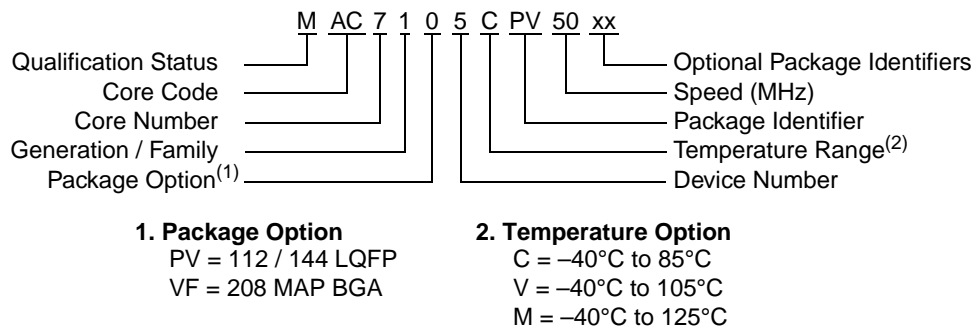 M AC 7 1 0 5 C PV 50 xx
Qualification Status
Core Code
Core Number
Generation / Family
Package Option(1)
Optional Package Identifiers
Speed (MHz)
Package Identifier
Temperature Range(2)
Device Number
1. Package Option
PV = 112 / 144 LQFP
VF = 208 MAP BGA
2. Temperature Option
C = –40°C to 85°C
V = –40°C to 105°C
M = –40°C to 125°C